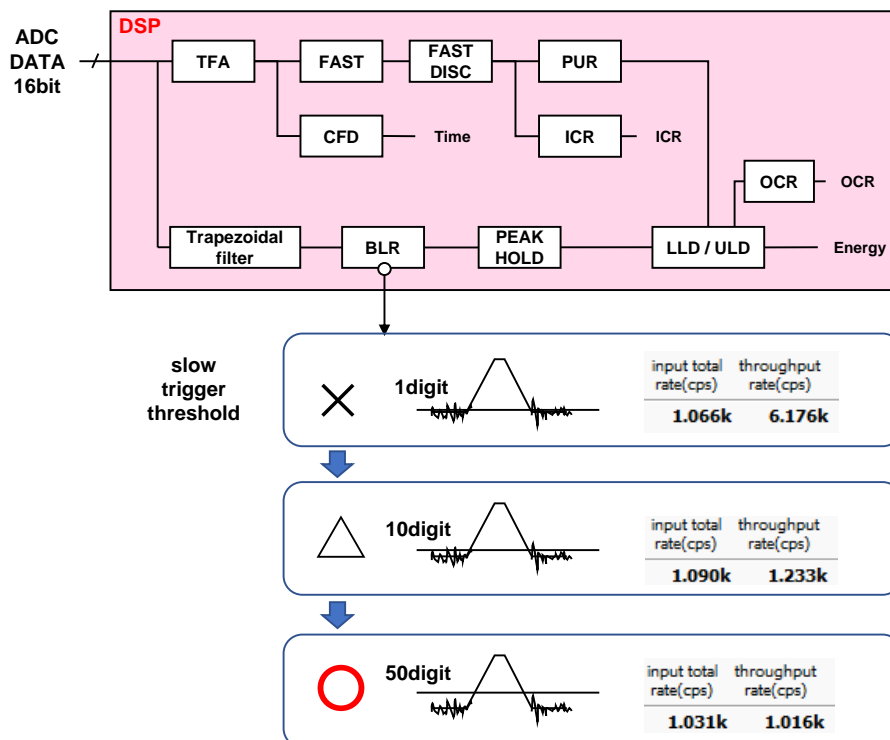 DSP
ADC
DATA
16bit
TFA
FAST
FAST
DISC
PUR
CFD
Time
ICR
ICR
OCR
OCR
Trapezoidal
filter
BLR
PEAK
HOLD
LLD / ULD
Energy
slow
trigger
threshold
1digit
input total throughput
rate(cps) rate(cps)
1.066k 6.176k
10digit
input total throughput
rate(cps) rate(cps)
1.090k 1.233k
50digit
input total throughput
rate(cps) rate(cps)
1.031k 1.016k